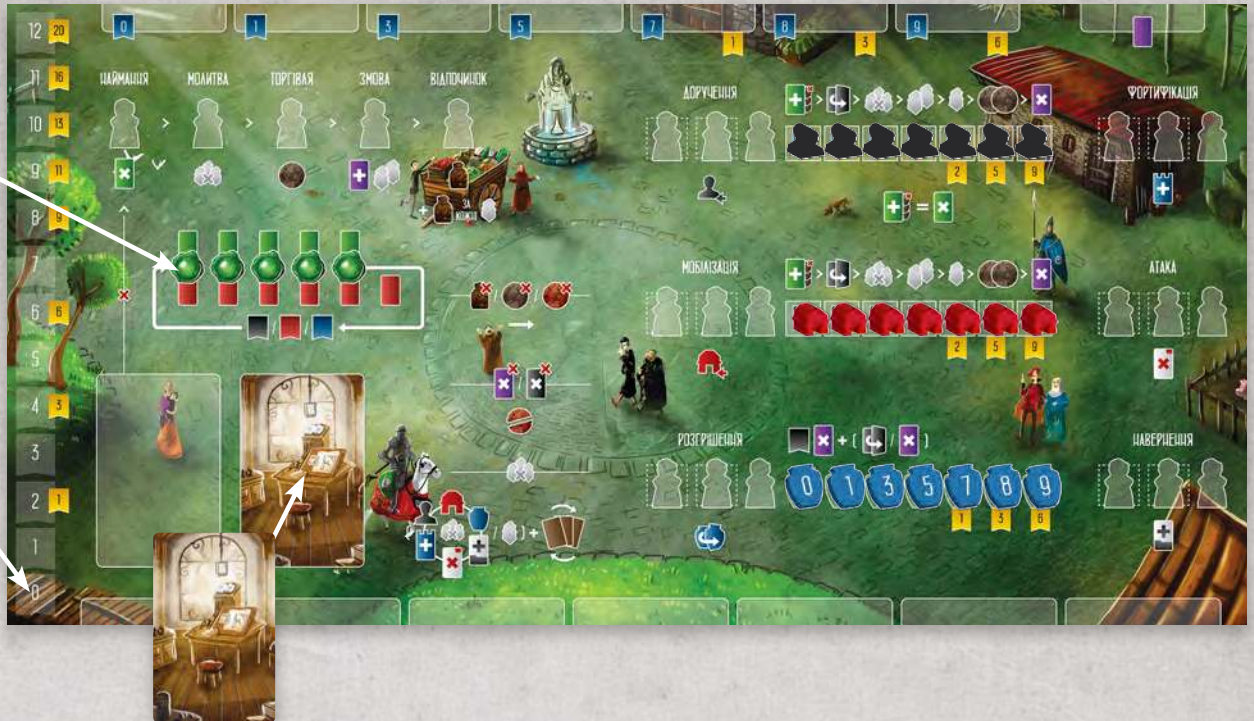 12 20 0 1 3 5 7 1 8 3 9 6
11 16 НАЙМАННЯ МОЛИТВА ТОРГІВЛЯ ЗМОВА ВІДПОЧИНОК ДОРУЧЕННЯ ФОРТИФІКАЦІЯ
10 13 > > > > > > > > > >
9 11
2 5 9
8 9 ЗА =
МОБІЛІЗАЦІЯ АТАКА
> > > > > >
6 6 / /
/ / 2 5 9
5 /
4 3
РОЗГРІШЕННЯ + ( / ) НАВЕРНЕННЯ
3
0 1 3 5 7 8 9
2 1 1 3 6
/ ) +
1
0